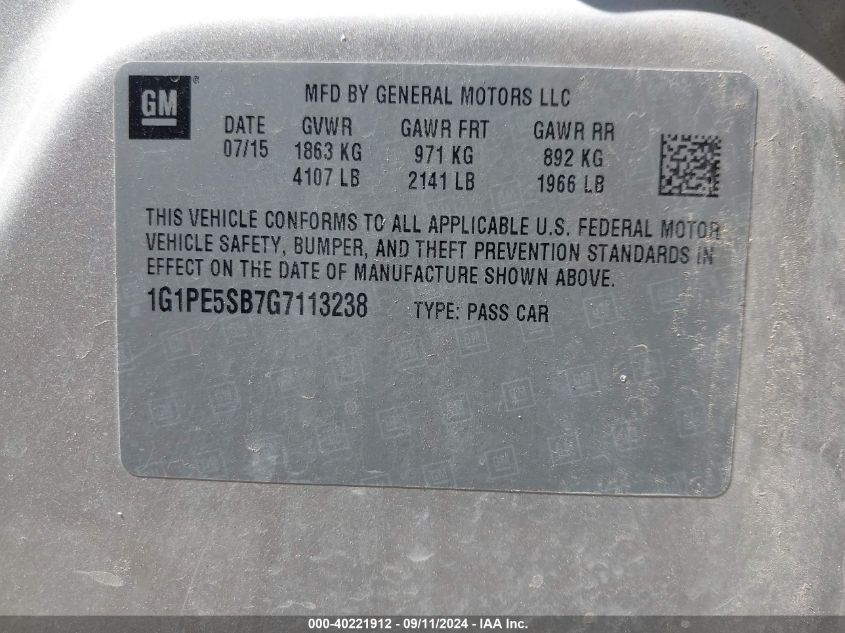 GM ®
MFD BY GENERAL MOTORS LLC
DATE GVWR GAWR FRT GAWR RR
07/15 1863 KG 971 KG 892 KG
4107 LB 2141 LB 1966 LB
THIS VEHICLE CONFORMS TO ALL APPLICABLE U.S. FEDERAL MOTOR
VEHICLE SAFETY, BUMPER, AND THEFT PREVENTION STANDARDS IN
EFFECT ON THE DATE OF MANUFACTURE SHOWN ABOVE.
1G1PE5SB7G7113238 TYPE: PASS CAR
000-40221912 - 09/11/2024 - IAA Inc.